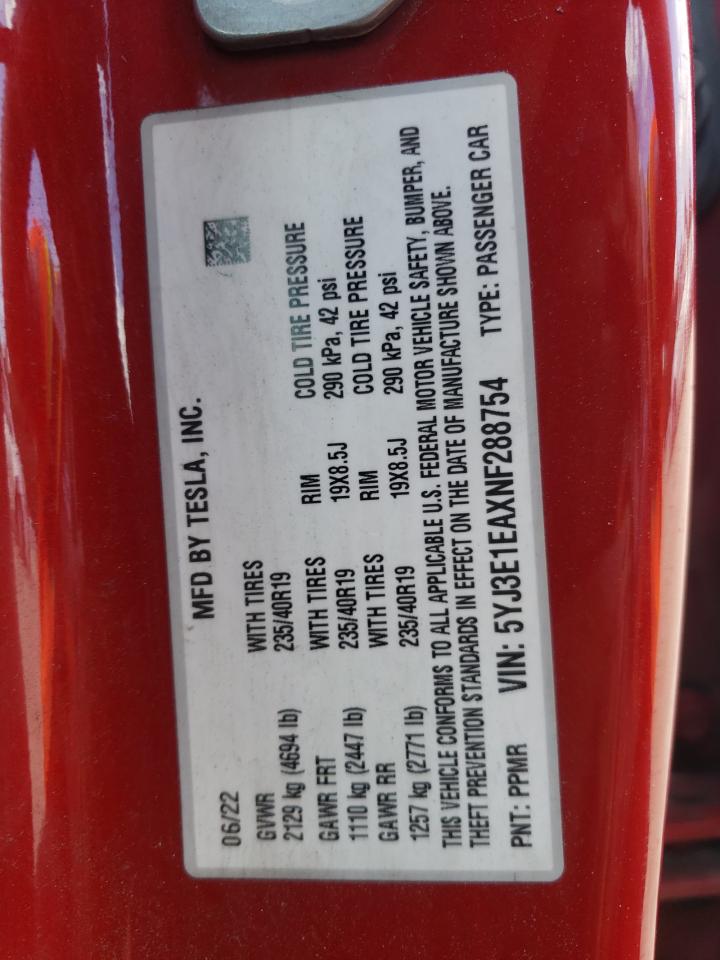 MFD BY TESLA, INC.
06/22
GVWR WITH TIRES
2129 kg (4694 lb) 235/40R19 RIM COLD TIRE PRESSURE
GAWR FRT WITH TIRES 19X8.5J 290 kPa, 42 psi
1110 kg (2447 lb) 235/40R19 RIM COLD TIRE PRESSURE
GAWR RR WITH TIRES 19X8.5J 290 kPa, 42 psi
1257 kg (2771 lb) 235/40R19
THIS VEHICLE CONFORMS TO ALL APPLICABLE U.S. FEDERAL MOTOR VEHICLE SAFETY, BUMPER, AND
THEFT PREVENTION STANDARDS IN EFFECT ON THE DATE OF MANUFACTURE SHOWN ABOVE.
PNT: PPMR VIN: 5YJ3E1EAXNF288754 TYPE: PASSENGER CAR